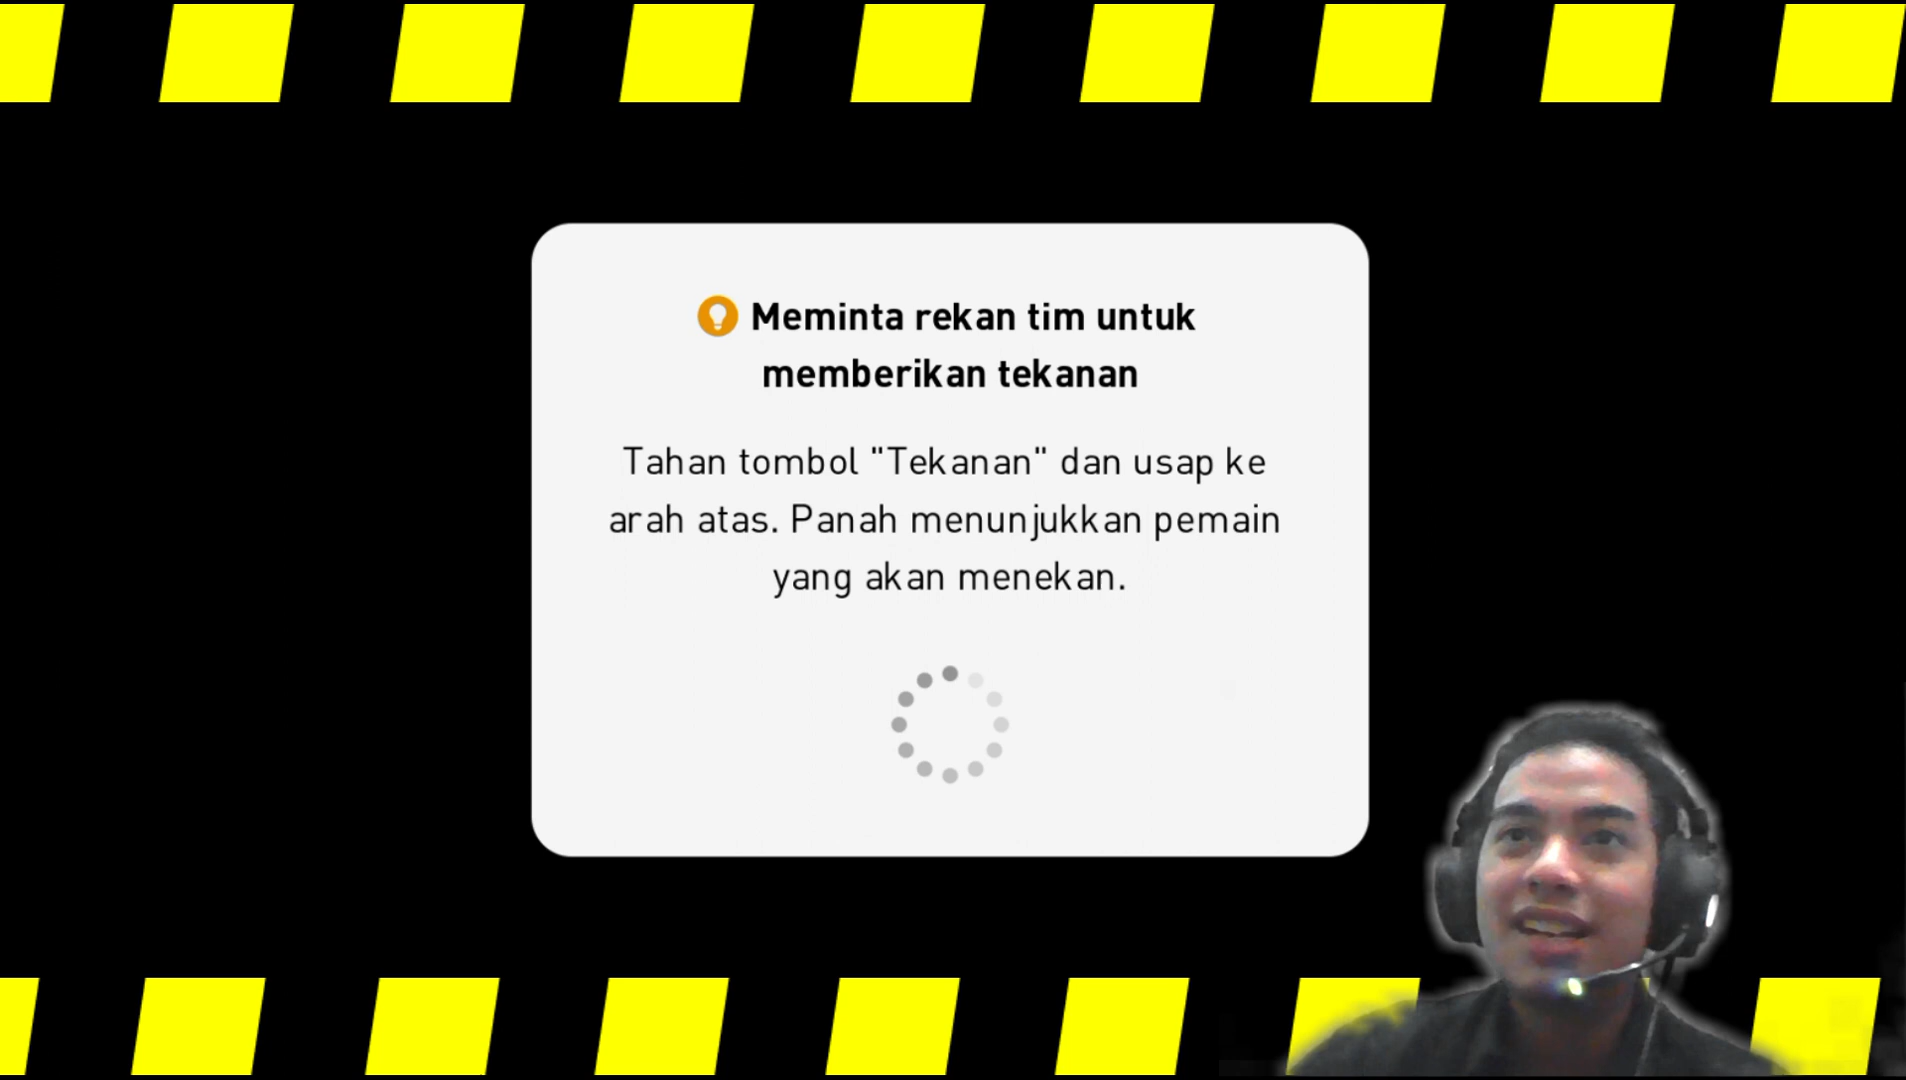 Meminta rekan tim untuk
memberikan tekanan
Tahan tombol "Tekanan" dan usap ke
arah atas. Panah menunjukkan pemain
yang akan menekan.